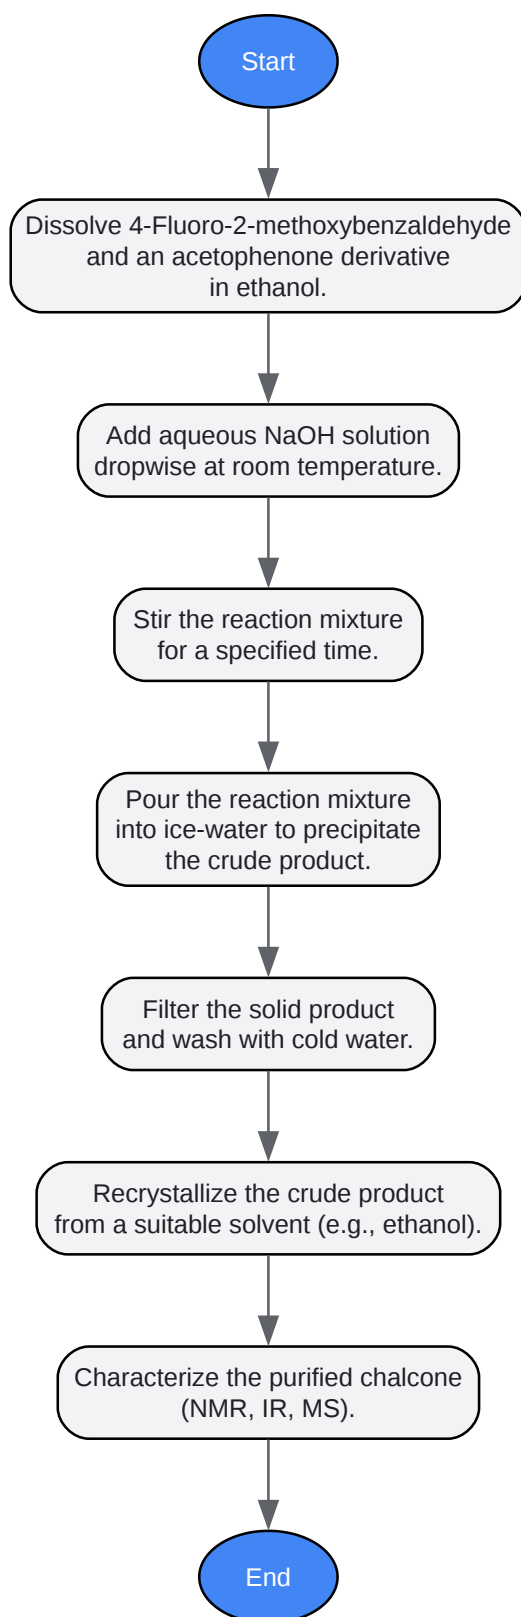 Start
Dissolve 4-Fluoro-2-methoxybenzaldehyde
and an acetophenone derivative
in ethanol.
Add aqueous NaOH solution
dropwise at room temperature.
Stir the reaction mixture
for a specified time.
Pour the reaction mixture
into ice-water to precipitate
the crude product.
Filter the solid product
and wash with cold water.
Recrystallize the crude product
from a suitable solvent (e.g., ethanol).
Characterize the purified chalcone
(NMR, IR, MS).
End